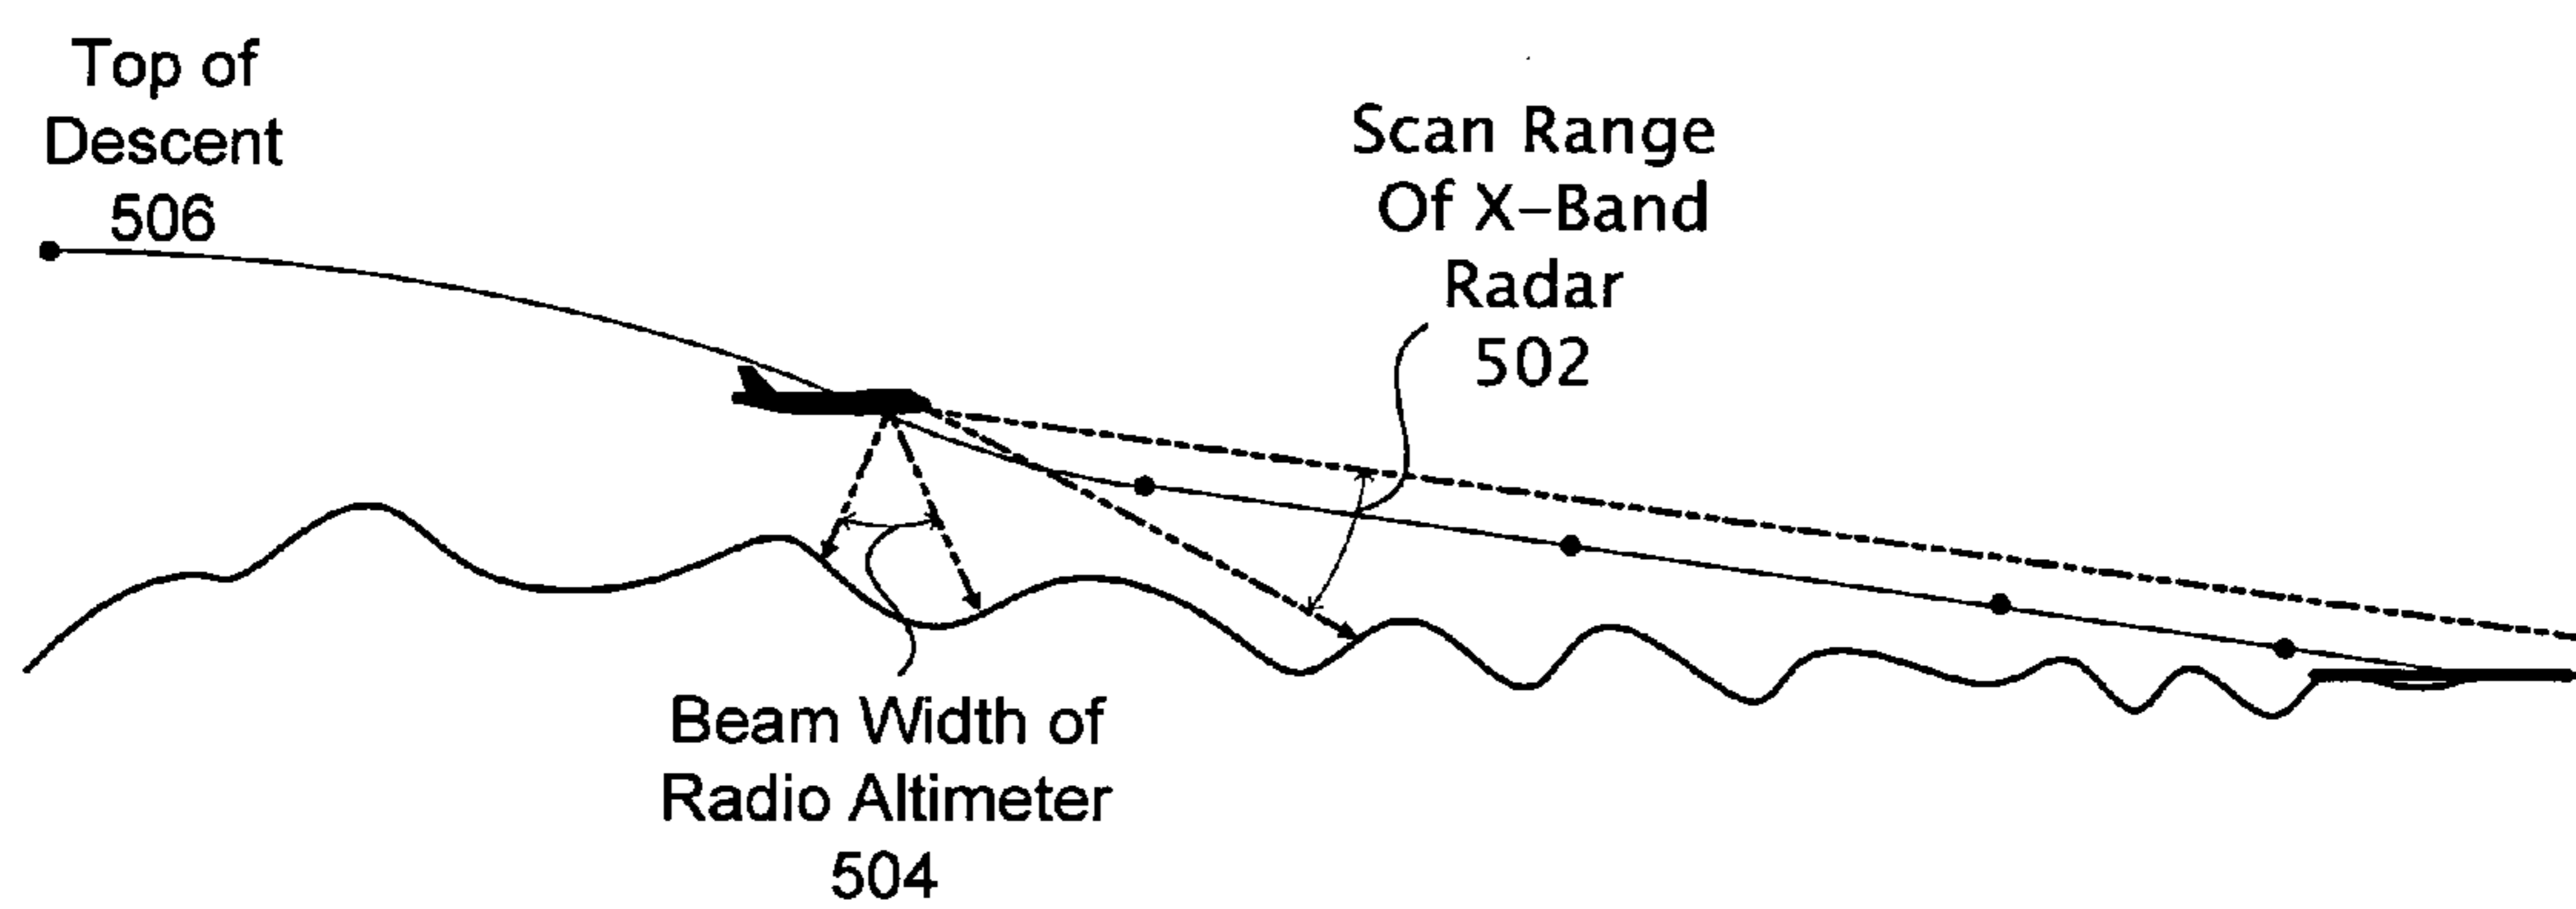 Top of
Descent
506
Scan Range
Of X-Band
Radar
502
Beam Width of
Radio Altimeter
504